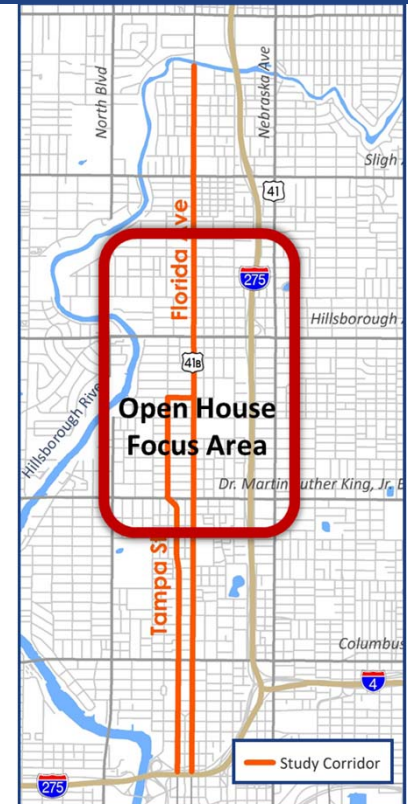 North Blvd
Nebraska Ave
Sligh
41
Florida Ave
275
Hillsborough
41B
Open House
Focus Area
Hillsborough River
Dr. Martin Luther King, Jr. B
Tampa St
Columbus
4
275
Study Corridor